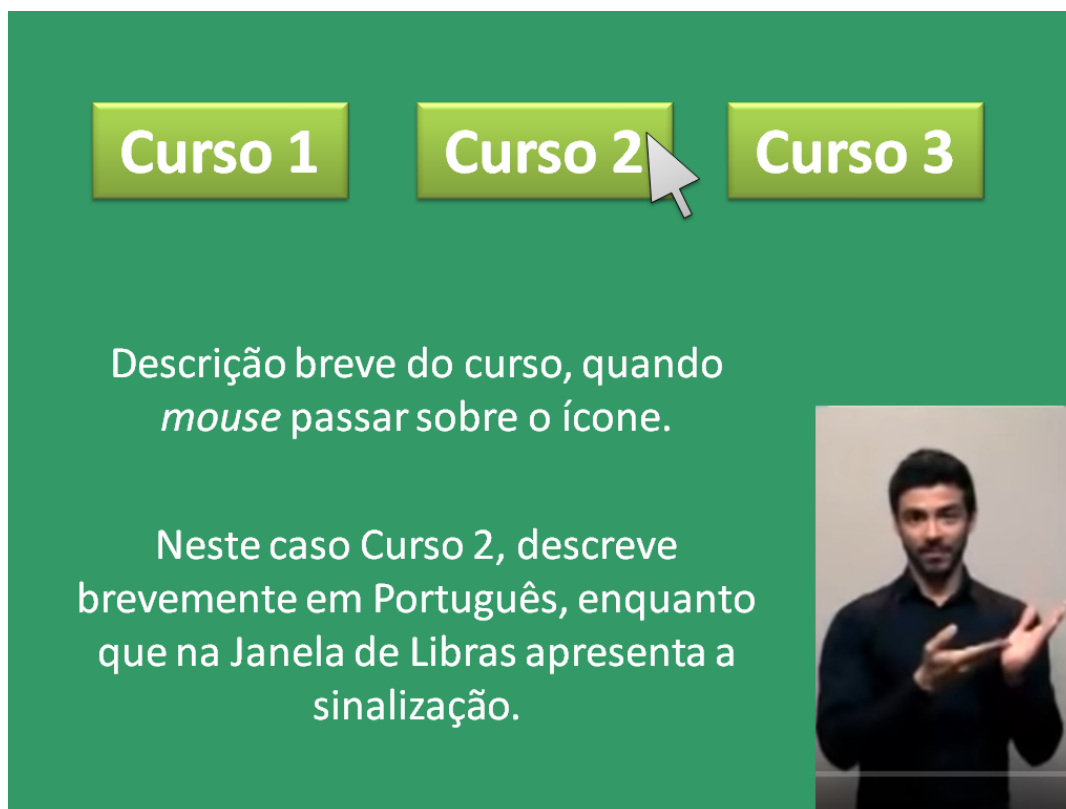 Curso 1 Curso 2 Curso 3
Descrição breve do curso, quando
mouse passar sobre o ícone.
Neste caso Curso 2, descreve
brevemente em Português, enquanto
que na Janela de Libras apresenta a
sinalização.